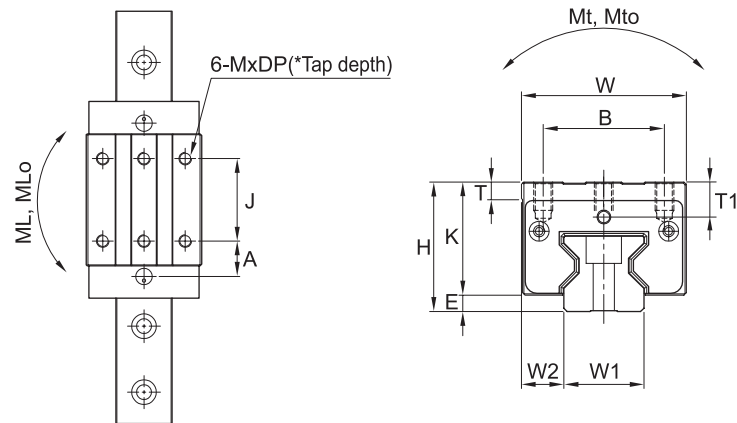 6-MxDP(*Tap depth)
ML, MLo
J
A
Mt, Mto
W
B
T
T1
H
K
E
W2
W1